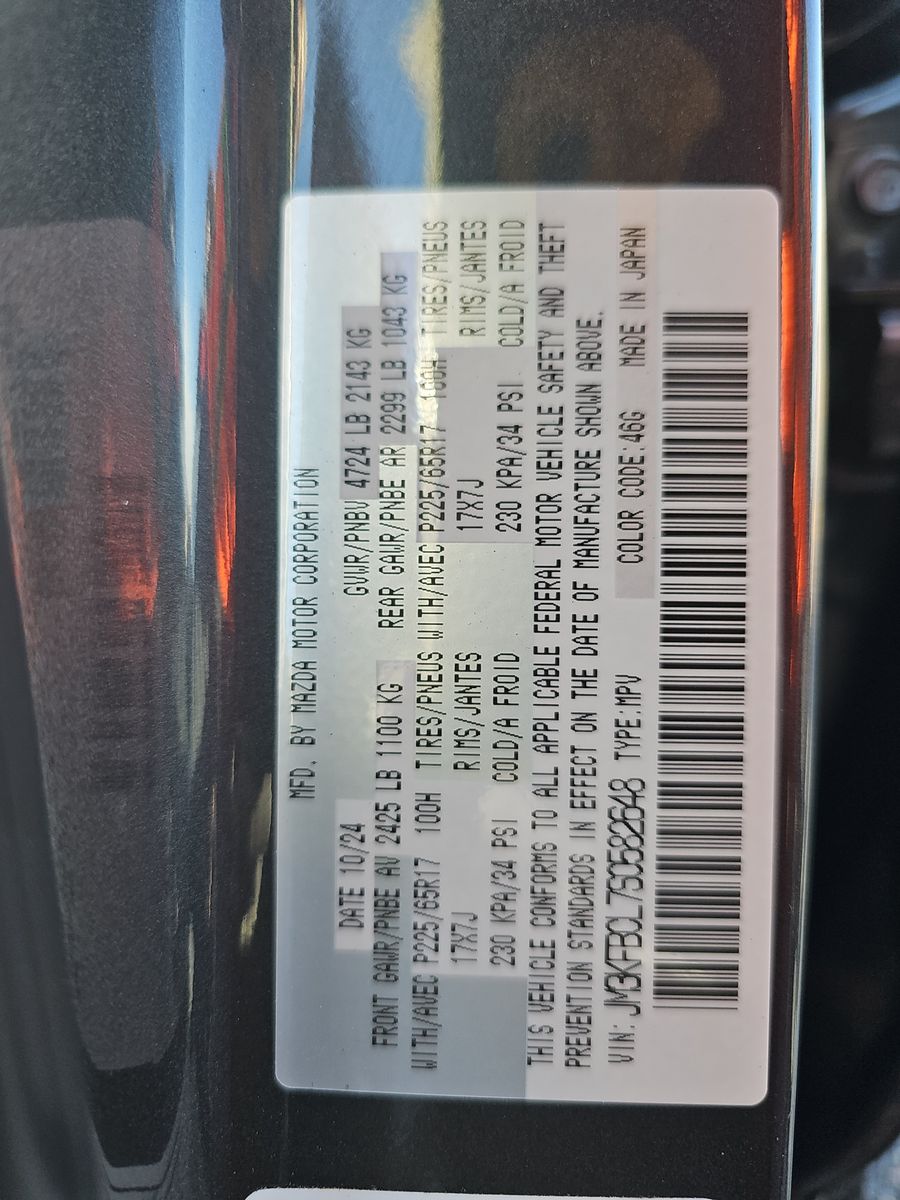 MFD. BY MAZDA MOTOR CORPORATION
DATE 10/24 GVWR/PNBV 4724 LB 2143 KG
FRONT GAWR/PNBE AV 2425 LB 1100 KG REAR GAWR/PNBE AR 2299 LB 1043 KG
WITH/AVEC P225/65R17 100H TIRES/PNEUS WITH/AVEC P225/65R17 100H TIRES/PNEUS
17X7J RIMS/JANTES 17X7J RIMS/JANTES
230 KPA/34 PSI COLD/A FROID 230 KPA/34 PSI COLD/A FROID
THIS VEHICLE CONFORMS TO ALL APPLICABLE FEDERAL MOTOR VEHICLE SAFETY AND THEFT
PREVENTION STANDARDS IN EFFECT ON THE DATE OF MANUFACTURE SHOWN ABOVE.
VIN: JM3KFBCL7S0582648 TYPE:MPV COLOR CODE:46G MADE IN JAPAN